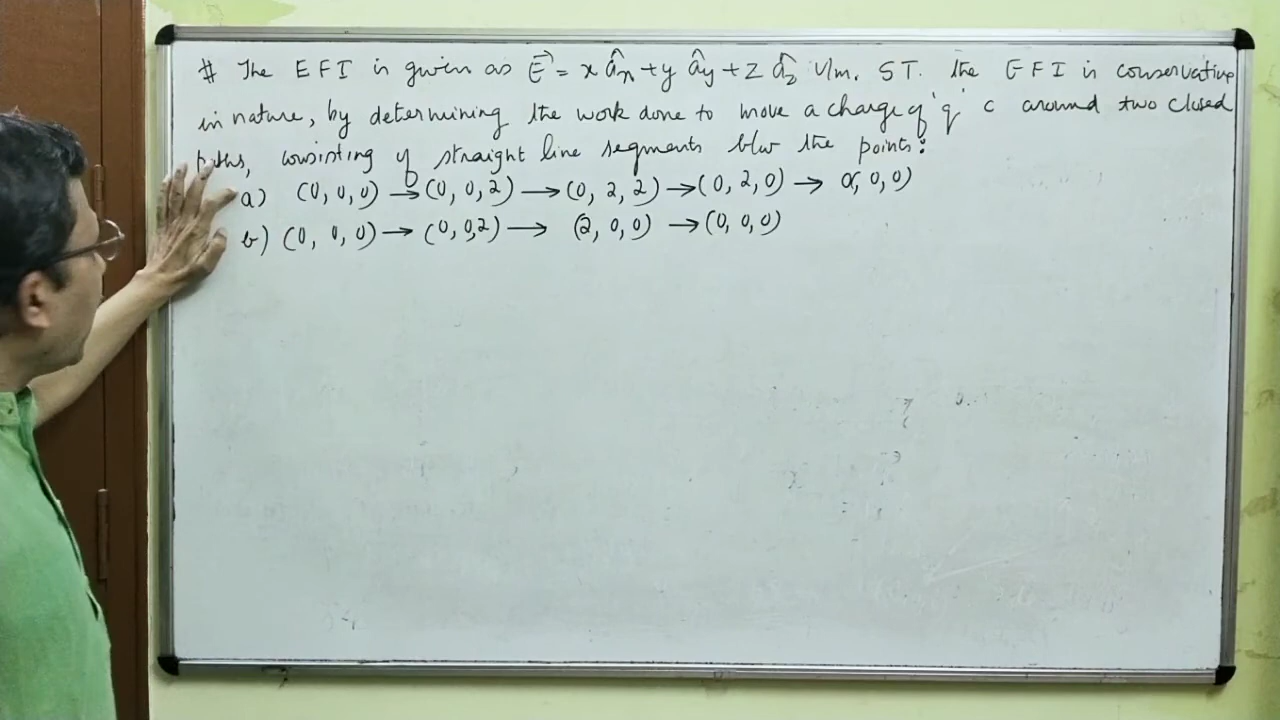 # The EFI is given as E⃗ = x âₓ + y âᵧ + z â_z V/m. ST. The EFI is conservative
in nature, by determining the work done to move a charge of 'q' c around two closed
paths, consisting of straight line segments b/w the points:
a) (0, 0, 0) → (0, 0, 2) → (0, 2, 2) → (0, 2, 0) → (0, 0, 0)
b) (0, 0, 0) → (0, 0, 2) → (2, 0, 0) → (0, 0, 0)